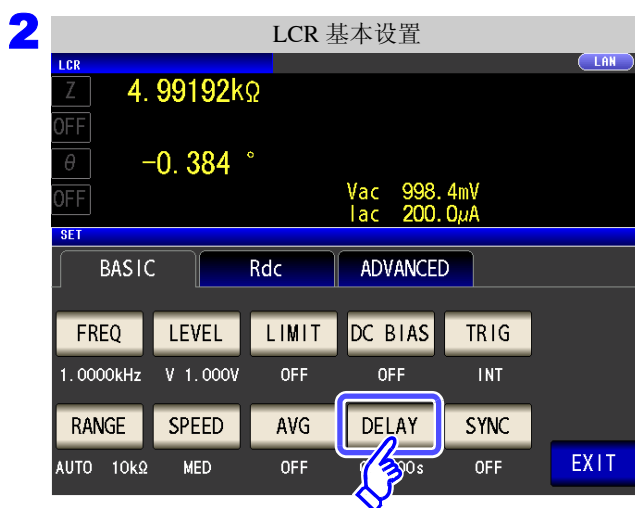 2
LCR 基本设置
LCR LAN
Z 4.99192kΩ
OFF
θ -0.384 °
OFF Vac 998.4mV
Iac 200.0μA
SET
BASIC Rdc ADVANCED
FREQ LEVEL LIMIT DC BIAS TRIG
1.0000kHz V 1.000V OFF OFF INT
RANGE SPEED AVG DELAY SYNC
AUTO 10kΩ MED OFF OFF
EXIT